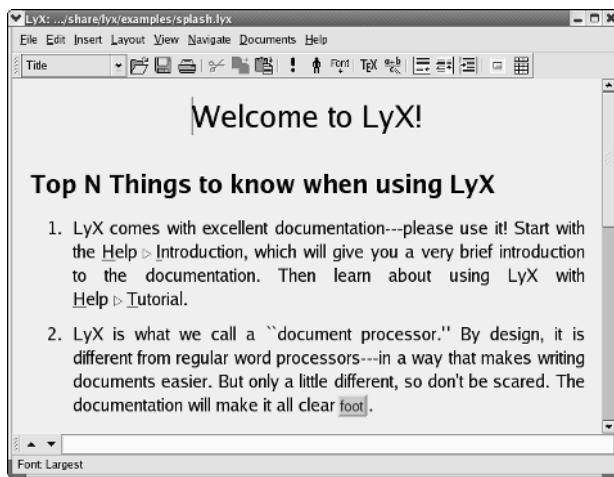 LyX: .../share/lyx/examples/splash.lyx
File Edit Insert Layout View Navigate Documents Help
Title Font TEX a=b
Welcome to LyX!
Top N Things to know when using LyX
1. LyX comes with excellent documentation---please use it! Start with
the Help ▷ Introduction, which will give you a very brief introduction
to the documentation. Then learn about using LyX with
Help ▷ Tutorial.
2. LyX is what we call a ``document processor.'' By design, it is
different from regular word processors---in a way that makes writing
documents easier. But only a little different, so don't be scared. The
documentation will make it all clear foot .
Font: Largest